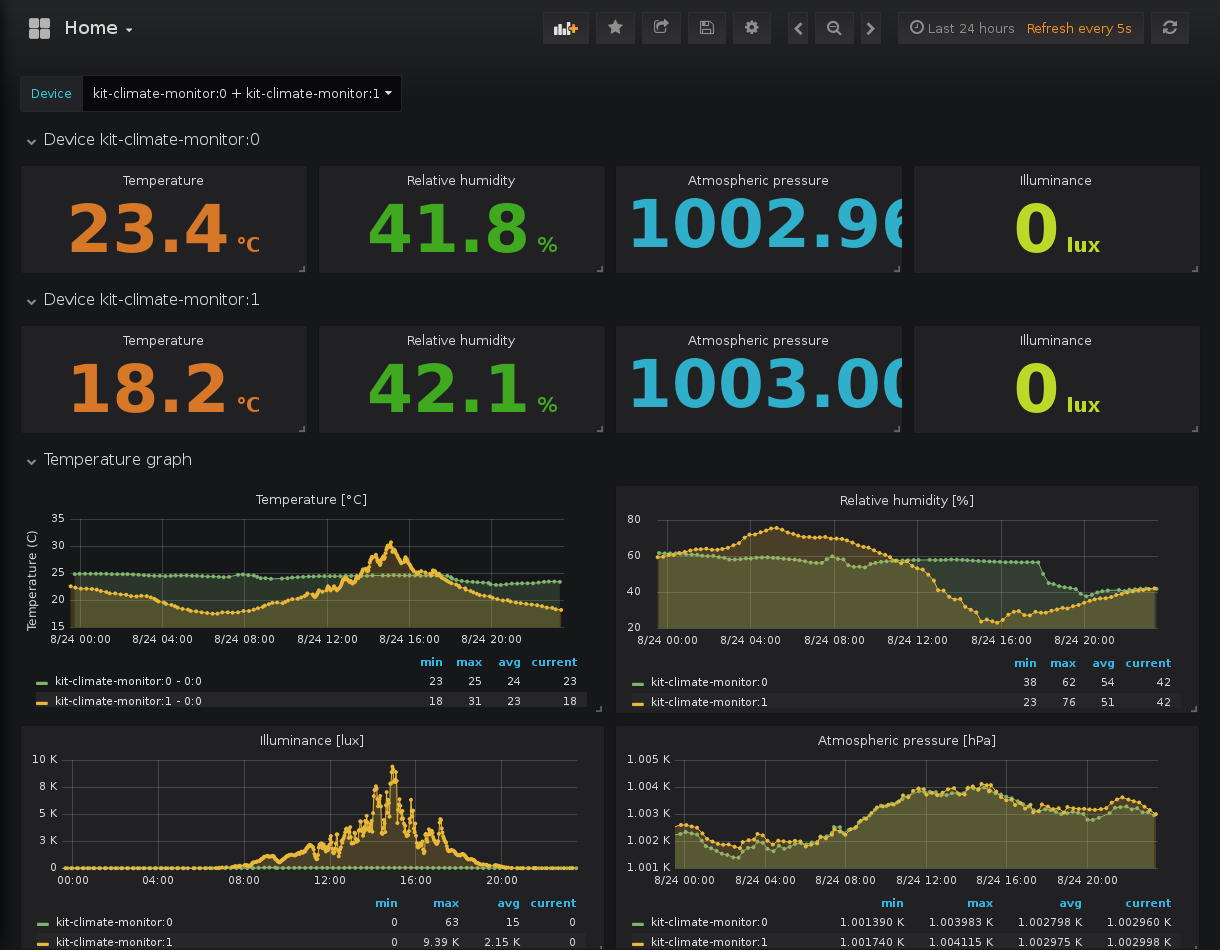 Home
Last 24 hours Refresh every 5s
Device kit-climate-monitor:0 + kit-climate-monitor:1
Device kit-climate-monitor:0
Temperature Relative humidity Atmospheric pressure Illuminance
23.4 °C 41.8 % 1002.96 0 lux
Device kit-climate-monitor:1
Temperature Relative humidity Atmospheric pressure Illuminance
18.2 °C 42.1 % 1003.00 0 lux
Temperature graph
Temperature [°C]
Temperature (C)
35
30
25
20
15
8/24 00:00 8/24 04:00 8/24 08:00 8/24 12:00 8/24 16:00 8/24 20:00
min max avg current
kit-climate-monitor:0 - 0:0 23 25 24 23
kit-climate-monitor:1 - 0:0 18 31 23 18
Relative humidity [%]
80
60
40
20
8/24 00:00 8/24 04:00 8/24 08:00 8/24 12:00 8/24 16:00 8/24 20:00
min max avg current
kit-climate-monitor:0 38 62 54 42
kit-climate-monitor:1 23 76 51 42
Illuminance [lux]
10 K
8 K
5 K
3 K
0
00:00 04:00 08:00 12:00 16:00 20:00
min max avg current
kit-climate-monitor:0 0 63 15 0
kit-climate-monitor:1 0 9.39 K 2.15 K 0
Atmospheric pressure [hPa]
1.005 K
1.004 K
1.003 K
1.002 K
1.001 K
8/24 00:00 8/24 04:00 8/24 08:00 8/24 12:00 8/24 16:00 8/24 20:00
min max avg current
kit-climate-monitor:0 1.001390 K 1.003983 K 1.002798 K 1.002960 K
kit-climate-monitor:1 1.001740 K 1.004115 K 1.002975 K 1.002998 K